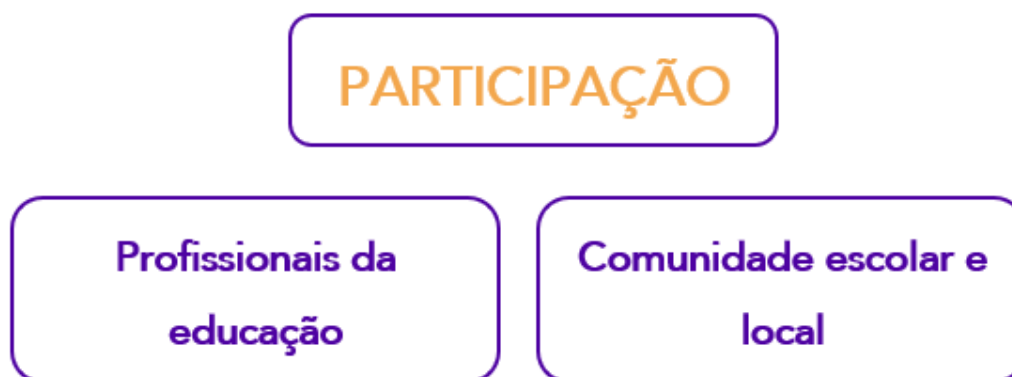 PARTICIPAÇÃO
Profissionais da
educação
Comunidade escolar e
local